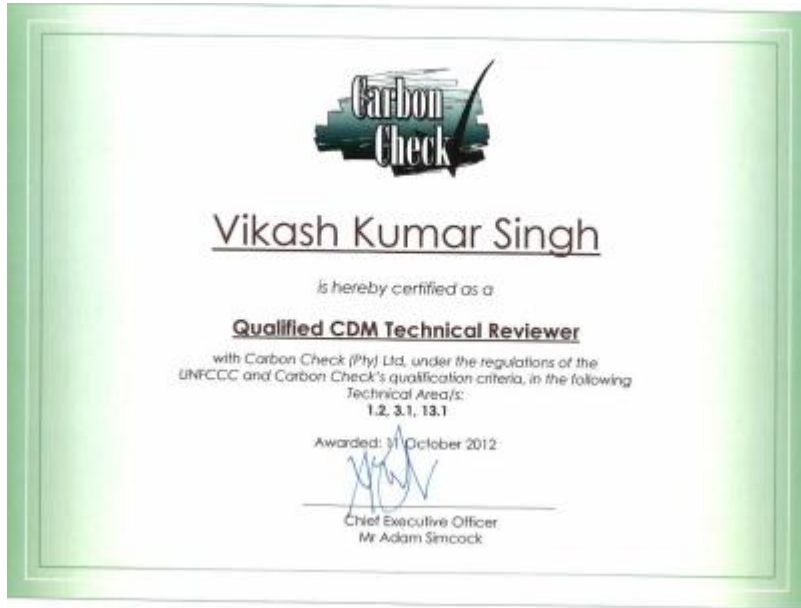 Carbon
Check
Vikash Kumar Singh
is hereby certified as a
Qualified CDM Technical Reviewer
with Carbon Check (Pty) Ltd, under the regulations of the
UNFCCC and Carbon Check's qualification criteria, in the following
Technical Area/s:
1.2, 3.1, 13.1
Awarded: 11 October 2012
Chief Executive Officer
Mr Adam Simcock